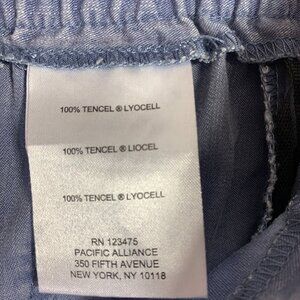 100% TENCEL ® LYOCELL
100% TENCEL ® LIOCEL
100% TENCEL ® LYOCELL
RN 123475
PACIFIC ALLIANCE
350 FIFTH AVENUE
NEW YORK, NY 10118